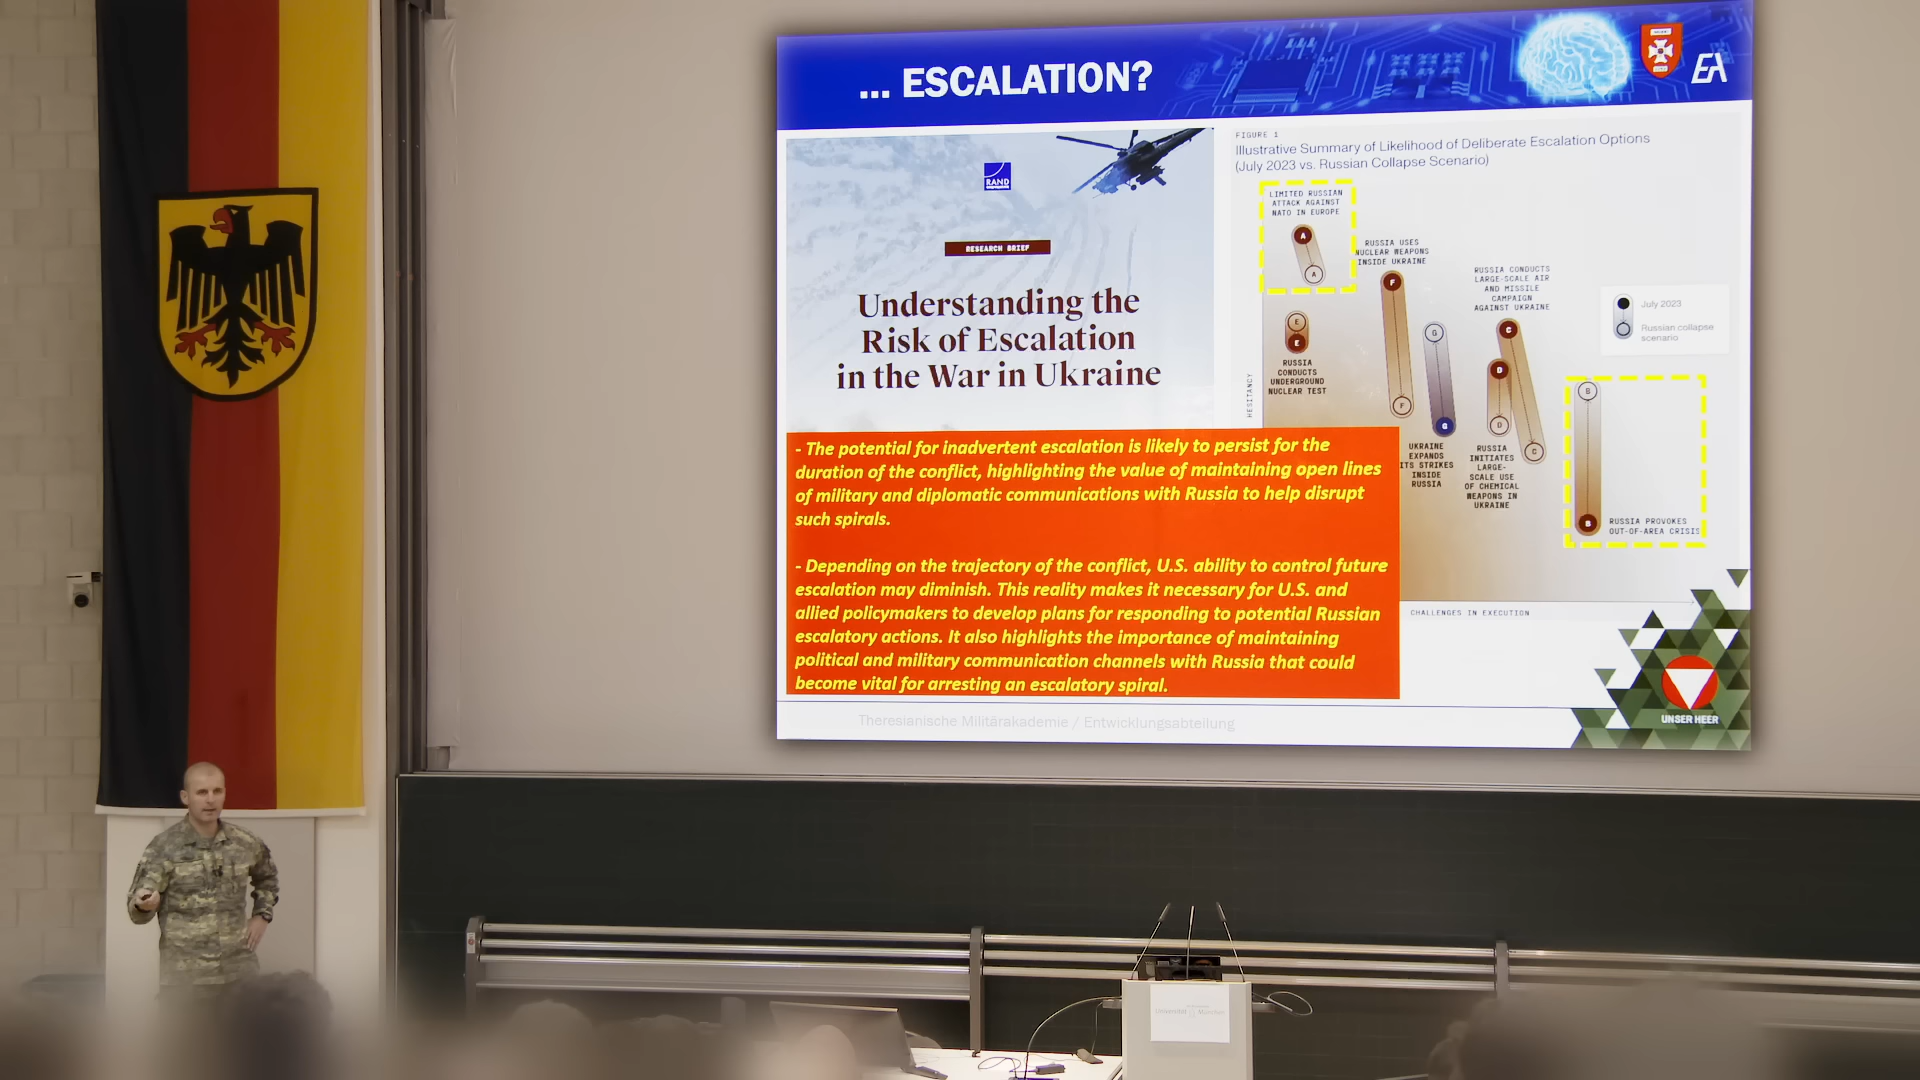 ... ESCALATION?
EA
RAND
RESEARCH BRIEF
Understanding the
Risk of Escalation
in the War in Ukraine
- The potential for inadvertent escalation is likely to persist for the
duration of the conflict, highlighting the value of maintaining open lines
of military and diplomatic communications with Russia to help disrupt
such spirals.
- Depending on the trajectory of the conflict, U.S. ability to control future
escalation may diminish. This reality makes it necessary for U.S. and
allied policymakers to develop plans for responding to potential Russian
escalatory actions. It also highlights the importance of maintaining
political and military communication channels with Russia that could
become vital for arresting an escalatory spiral.
FIGURE 1
Illustrative Summary of Likelihood of Deliberate Escalation Options
(July 2023 vs. Russian Collapse Scenario)
LIMITED RUSSIAN
ATTACK AGAINST
NATO IN EUROPE
A
A
E
E
RUSSIA
CONDUCTS
UNDERGROUND
NUCLEAR TEST
RUSSIA USES
NUCLEAR WEAPONS
INSIDE UKRAINE
F
F
G
G
UKRAINE
EXPANDS
ITS STRIKES
INSIDE
RUSSIA
RUSSIA CONDUCTS
LARGE-SCALE AIR
AND MISSILE
CAMPAIGN
AGAINST UKRAINE
C
C
D
D
RUSSIA
INITIATES
LARGE-
SCALE USE
OF CHEMICAL
WEAPONS IN
UKRAINE
July 2023
Russian collapse
scenario
B
B
RUSSIA PROVOKES
OUT-OF-AREA CRISIS
HESITANCY
CHALLENGES IN EXECUTION
UNSER HEER
Theresianische Militärakademie / Entwicklungsabteilung
Universität München